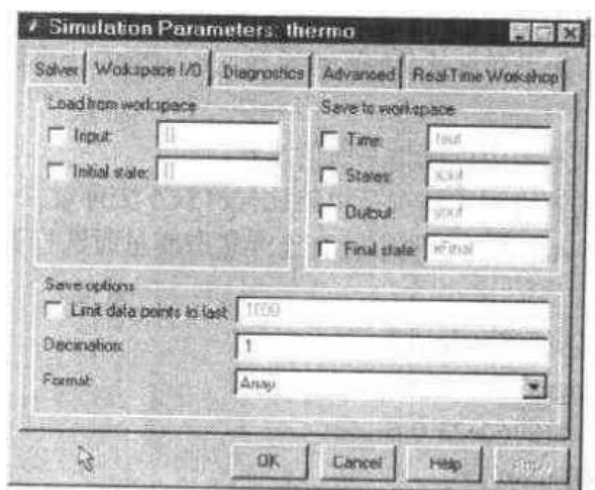 Simulation Parameters: thermo
Solver Workspace I/O Diagnostics Advanced Real-Time Workshop
Load from workspace
Input: []
Initial state: []
Save to workspace
Time: tout
States: xout
Output: yout
Final state: xFinal
Save options
Limit data points to last: 1000
Decimation: 1
Format: Array
OK Cancel Help Apply